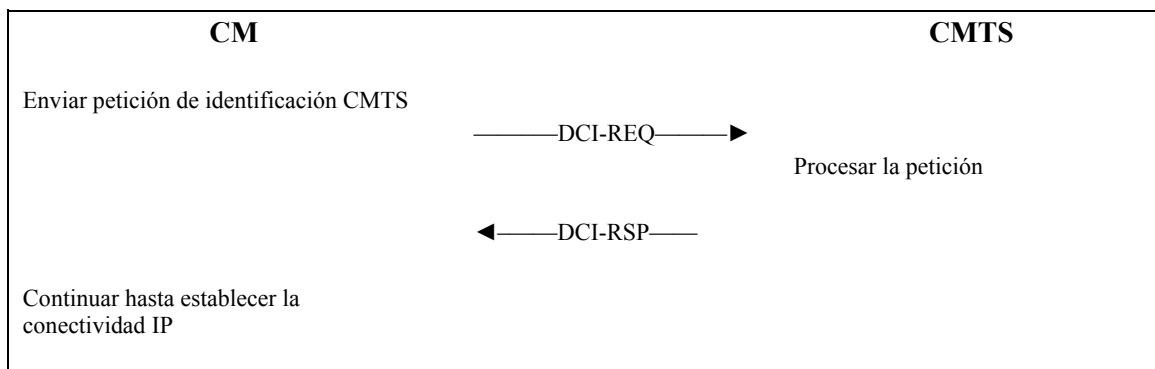 CM CMTS
Enviar petición de identificación CMTS
———DCI-REQ———►
Procesar la petición
◄———DCI-RSP——
Continuar hasta establecer la
conectividad IP